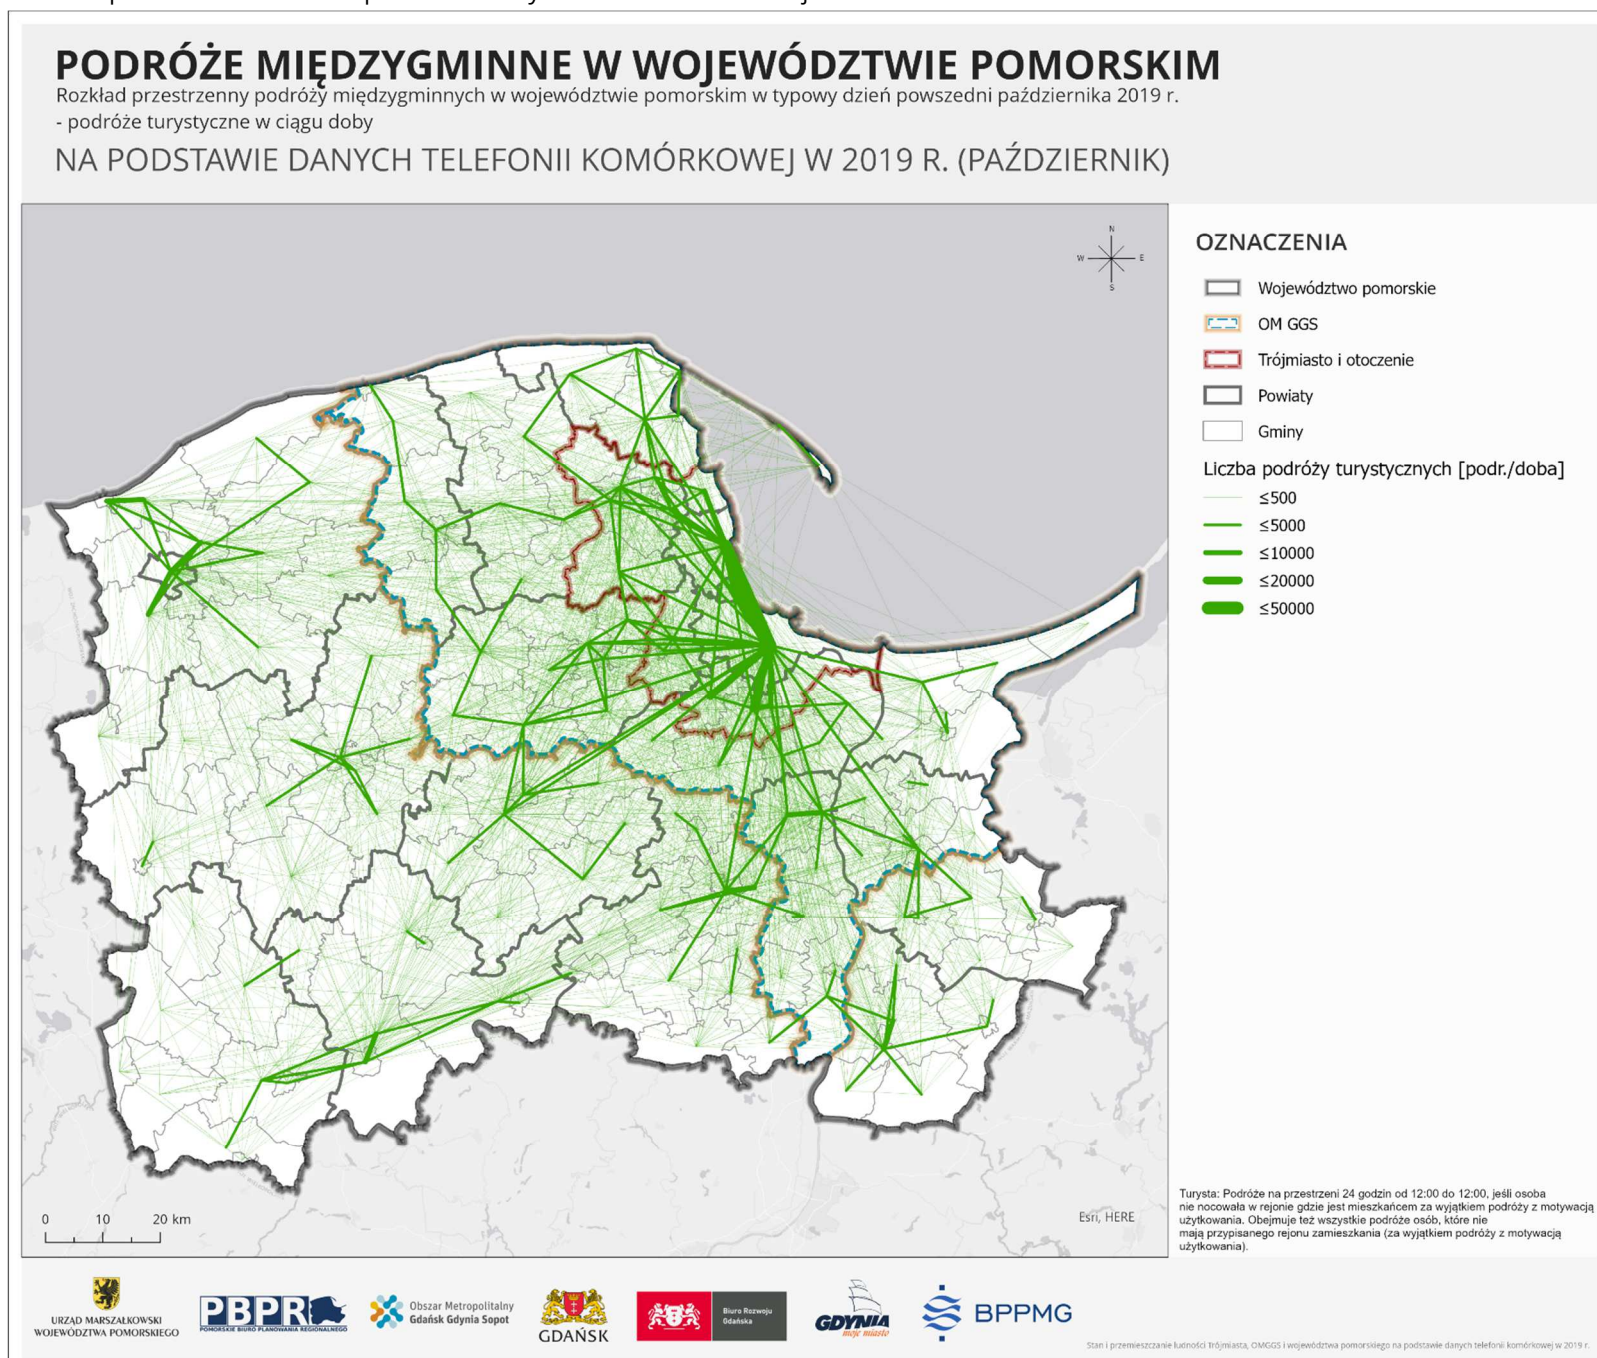 PODRÓŻE MIĘDZYGMINNE W WOJEWÓDZTWIE POMORSKIM
Rozkład przestrzenny podróży międzygminnych w województwie pomorskim w typowy dzień powszedni października 2019 r.
- podróże turystyczne w ciągu doby
NA PODSTAWIE DANYCH TELEFONII KOMÓRKOWEJ W 2019 R. (PAŹDZIERNIK)
N
W
E
S
OZNACZENIA
Województwo pomorskie
OM GGS
Trójmiasto i otoczenie
Powiaty
Gminy
Liczba podróży turystycznych [podr./doba]
≤500
≤5000
≤10000
≤20000
≤50000
Turysta: Podróże na przestrzeni 24 godzin od 12:00 do 12:00, jeśli osoba
nie nocowała w rejonie gdzie jest mieszkańcem za wyjątkiem podróży z motywacją
użytkowania. Obejmuje też wszystkie podróże osób, które nie
mają przypisanego rejonu zamieszkania (za wyjątkiem podróży z motywacją
użytkowania).
0 10 20 km
Esri, HERE
URZĄD MARSZAŁKOWSKI
WOJEWÓDZTWA POMORSKIEGO
PBPR
POMORSKIE BIURO PLANOWANIA REGIONALNEGO
Obszar Metropolitalny
Gdańsk Gdynia Sopot
GDAŃSK
Biuro Rozwoju
Gdańska
GDYNIA
moje miasto
BPPMG
Stan i przemieszczanie ludności Trójmiasta, OMGGS i województwa pomorskiego na podstawie danych telefonii komórkowej w 2019 r.